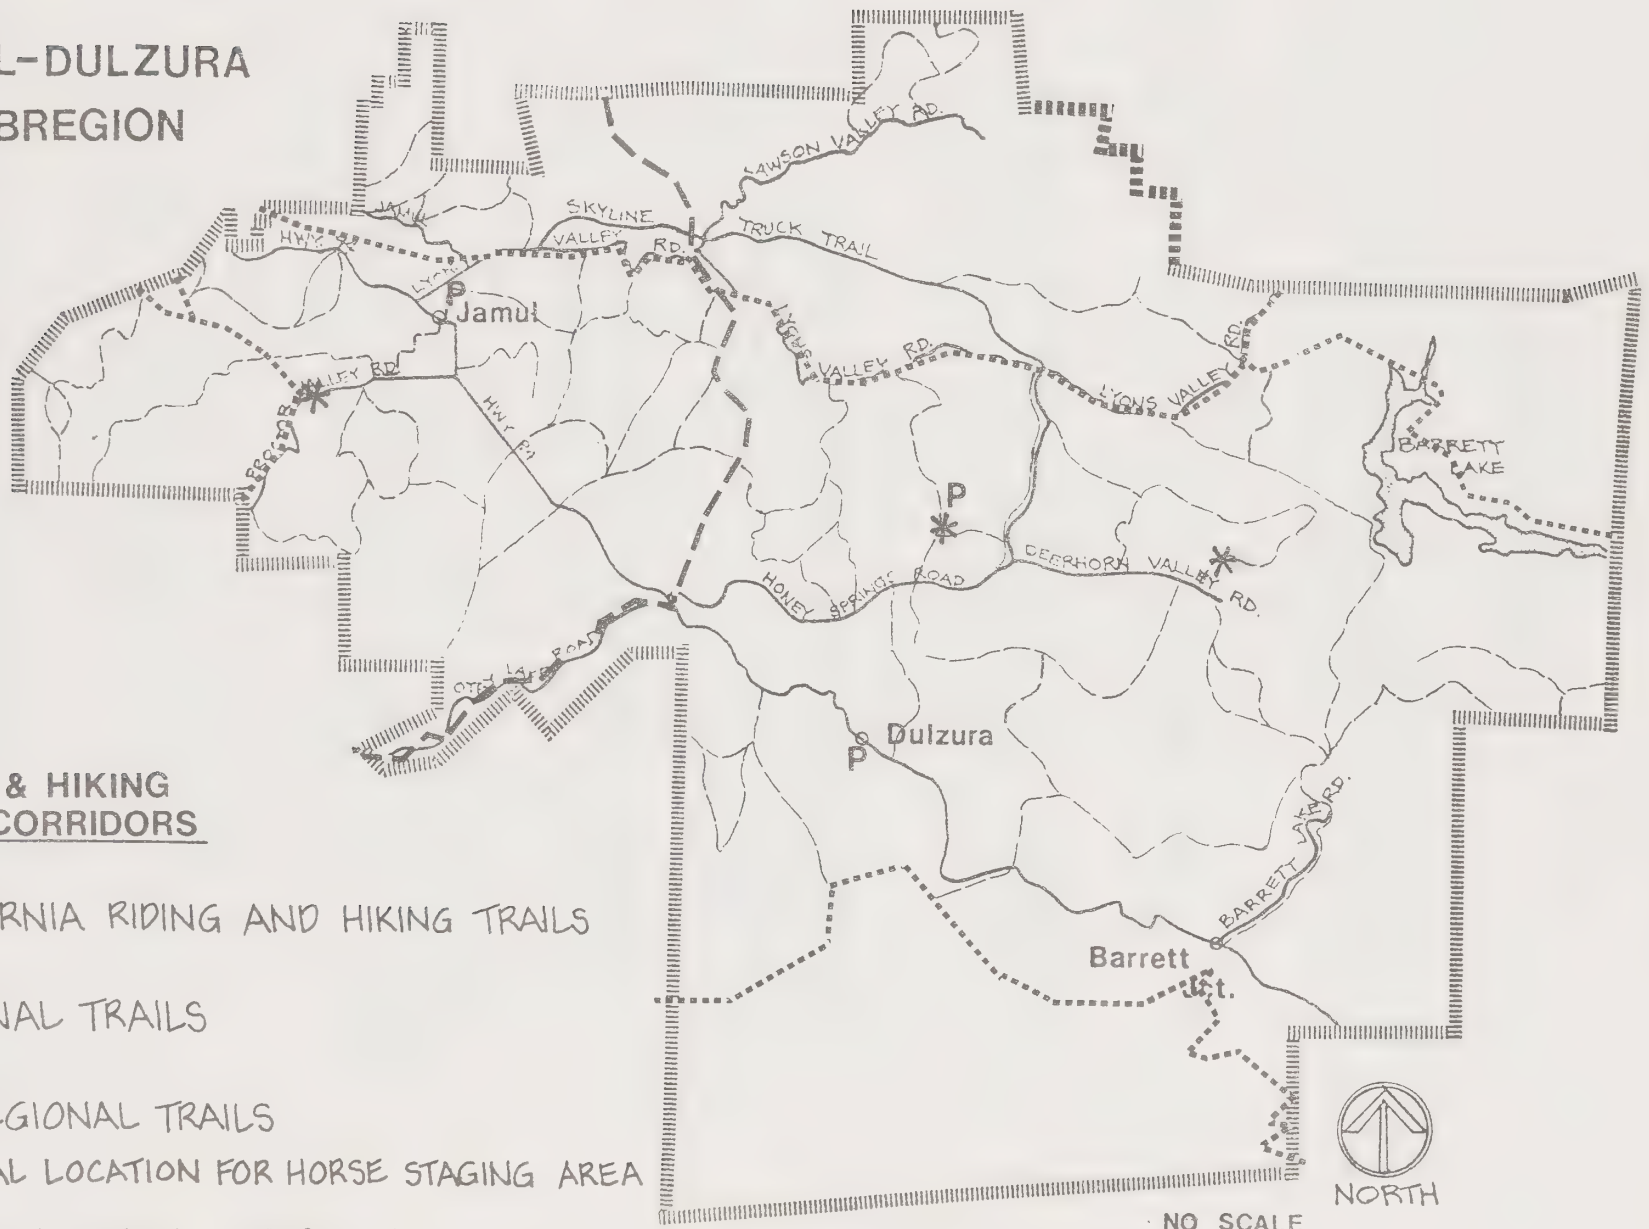 L-DULZURA
BREGION
LAWSON VALLEY RD.
SKYLINE
TRUCK TRAIL
JAMUL
HWY
VALLEY RD.
LYONS
P
Jamul
LYONS
VALLEY RD.
LYONS VALLEY
RD.
VALLEY RD.
PROCTOR
HWY 94
BARRETT
LAKE
P
DEERHORN VALLEY
RD.
HONEY SPRINGS ROAD
OTAY LAKE ROAD
Dulzura
P
BARRETT LAKE RD.
Barrett
Jct.
& HIKING
CORRIDORS
RNIA RIDING AND HIKING TRAILS
NAL TRAILS
GIONAL TRAILS
AL LOCATION FOR HORSE STAGING AREA
NORTH
NO SCALE